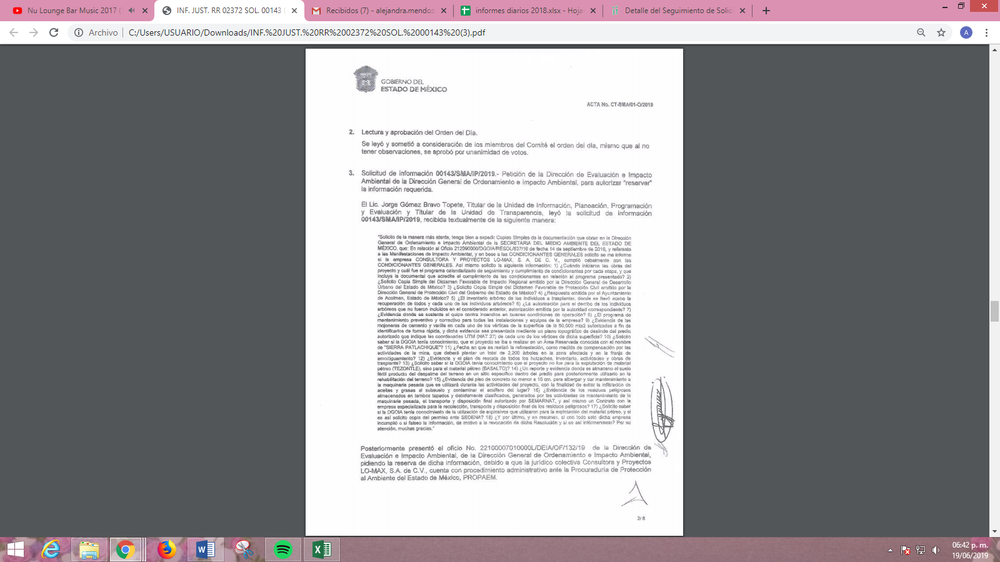 Nu Lounge Bar Music 2017 (
INF. JUST. RR 02372 SOL. 00143 (
Recibidos (7) - alejandra.mendoz
informes diarios 2018.xlsx - Hoja
Detalle del Seguimiento de Solic
Archivo | C:/Users/USUARIO/Downloads/INF.%20JUST.%20RR%2002372%20SOL.%2000143%20(3).pdf
A
GOBIERNO DEL
ESTADO DE MÉXICO
ACTA No. CT-SMA/01-O/2019
2. Lectura y aprobación del Orden del Día.
Se leyó y sometió a consideración de los miembros del Comité el orden del día, mismo que al no
tener observaciones, se aprobó por unanimidad de votos.
3. Solicitud de información 00143/SMA/IP/2019.- Petición de la Dirección de Evaluación e Impacto
Ambiental de la Dirección General de Ordenamiento e Impacto Ambiental, para autorizar "reservar"
la información requerida.
El Lic. Jorge Gómez Bravo Topete, Titular de la Unidad de Información, Planeación, Programación
y Evaluación y Titular de la Unidad de Transparencia, leyó la solicitud de información
00143/SMA/IP/2019, recibida textualmente de la siguiente manera:
"Solicito de la manera más atenta, tenga bien a expedir Copias Simples de la documentación que obran en la Dirección
General de Ordenamiento e Impacto Ambiental de la SECRETARIA DEL MEDIO AMBIENTE DEL ESTADO DE
MÉXICO, que: En relación al Oficio 212090000/DGOIA/RESOL/637/16 de fecha 14 de septiembre de 2016, y referente
a las Manifestaciones de Impacto Ambiental, y en base a las CONDICIONANTES GENERALES solicito se me informe
si la empresa CONSULTORA Y PROYECTOS LO-MAX, S. A. DE C. V., cumplió cabalmente con las
CONDICIONANTES GENERALES. Así mismo solicito la siguiente información: 1) ¿Cuándo iniciaron las obras del
proyecto y cuál fue el programa calendarizado de seguimiento y cumplimiento de condicionantes por cada etapa, y que
incluya la documental que acredite el cumplimiento de las condicionantes en relación al programa presentado? 2)
¿Solicito Copia Simple del Dictamen Favorable de Impacto Regional emitido por la Dirección General de Desarrollo
Urbano del Estado de México? 3) ¿Solicito Copia Simple del Dictamen Favorable de Protección Civil emitido por la
Dirección General de Protección Civil del Gobierno del Estado de México? 4) ¿Respuesta emitida por el Ayuntamiento
de Acolman, Estado de México? 5) ¿El inventario arbóreo de los individuos a trasplantar, donde se llevó acabo la
recuperación de todos y cada uno de los individuos arbóreos? 6) ¿La autorización para el derribo de los individuos
arbóreos que no fueron incluidos en el considerado anterior, autorización emitida por la autoridad correspondiente? 7)
¿Evidencia donde se sustente el quipo contra incendios en buenas condiciones de operación? 8) ¿El programa de
mantenimiento preventivo y correctivo para todas las instalaciones y equipos de la empresa? 9) ¿Evidencia de las
mojoneras de cemento y varilla en cada uno de los vértices de la superficie de la 50,000 mts2 autorizadas a fin de
identificarlos de forma rápida, y dicha evidencia sea presentada mediante un plano topográfico de deslinde del predio
autorizado que indique las coordenadas UTM (NAT 27) de cada uno de los vértices de dicha superficie? 10) ¿Solicito
saber si la DGOIA tenía conocimiento, que el proyecto se iba a realizar en un Área Reservada conocida con el nombre
de "SIERRA PATLACHIQUE"? 11) ¿Fecha en que se realizó la reforestación, como medida de compensación por las
actividades de la mina, que deberá plantar un total de 2,200 árboles en la zona afectada y en la franja de
amortiguamiento? 12) ¿Evidencia y el plan de rescate de todos los huizaches, inventario, actividades y obras de
trasplante? 13) ¿Solicito saber si la DGOIA tenía conocimiento que el proyecto no fue para la explotación de material
pétreo (TEZONTLE), sino para el material pétreo (BASALTO)? 14) ¿Un reporte y evidencia donde se almaceno el suelo
fértil producto del despalme del terreno en un sitio específico dentro del predio para posteriormente utilizarlo en la
rehabilitación del terreno? 15) ¿Evidencia del piso de concreto no menor a 10 cm. para albergar y dar mantenimiento a
la maquinaria pesada que se utilizará durante las actividades del proyecto, con la finalidad de evitar la infiltración de
aceites y grasas al subsuelo y contaminar el acuífero del lugar? 16) ¿Evidencia de los residuos peligrosos
almacenados en tambos tapados y debidamente clasificados, generados por las actividades de mantenimiento de la
maquinaria pesada, el transporte y disposición final autorizado por SEMARNAT, y así mismo un Contrato con la
empresa especializada para la recolección, transporte y disposición final de los residuos peligrosos? 17) ¿Solicito saber
si la DGOIA tenía conocimiento de la utilización de explosivos que utilizaron para la explotación del material pétreo, y si
es así solicito copia del permiso ante SEDENA? 18) ¿Y por último, y en resumen, si con todo solo dicha empresa
incumplió o si falseo la información, da motivo a la revocación de dicha Resolución y si es así infórmenmelo? Por su
atención, muchas gracias."
Posteriormente presentó el oficio No. 22100007010000L/DEIA/OF/132/19 de la Dirección de
Evaluación e Impacto Ambiental, de la Dirección General de Ordenamiento e Impacto Ambiental,
pidiendo la reserva de dicha información, debido a que la jurídico colectiva Consultora y Proyectos
LO-MAX, S.A. de C.V., cuenta con procedimiento administrativo ante la Procuraduría de Protección
al Ambiente del Estado de México, PROPAEM.
2/ 8
06:42 p. m.
19/06/2019